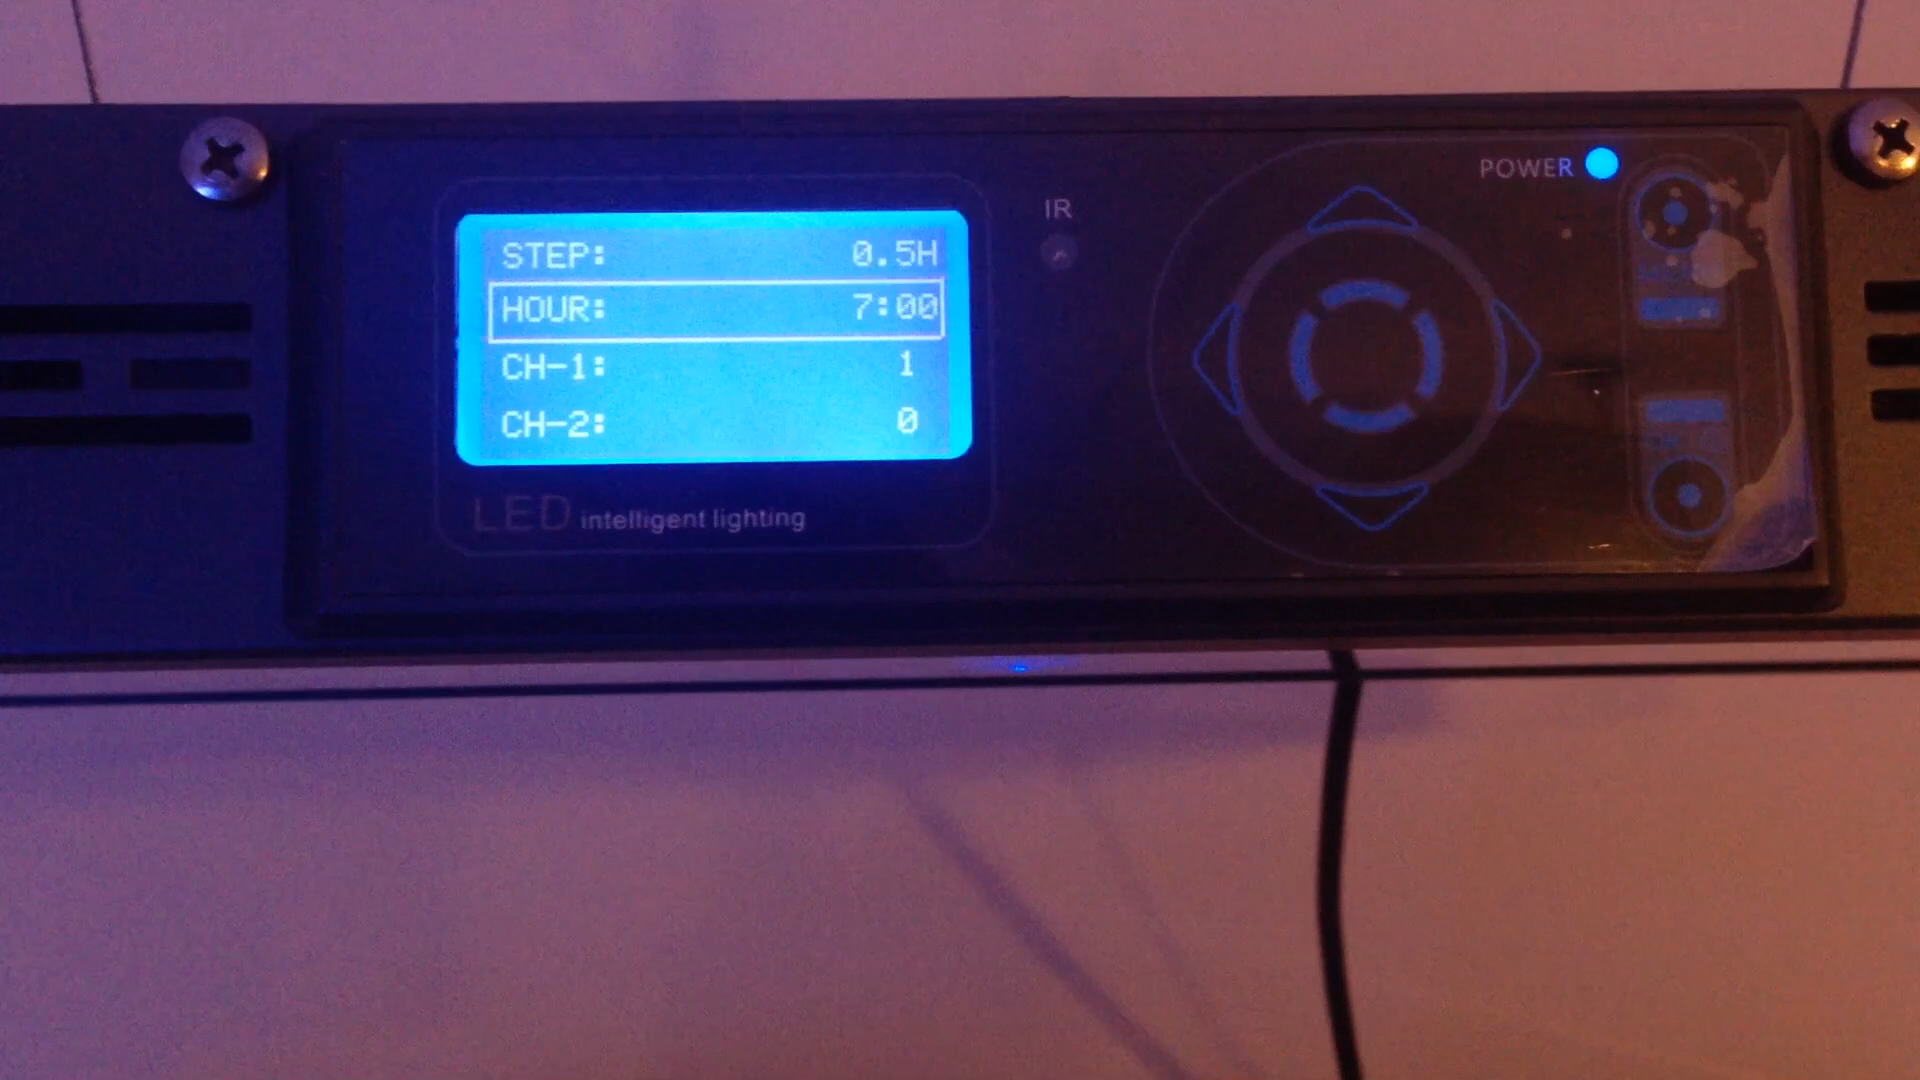 STEP: 0.5H
HOUR: 7:00
CH-1: 1
CH-2: 0
LED intelligent lighting
IR
POWER